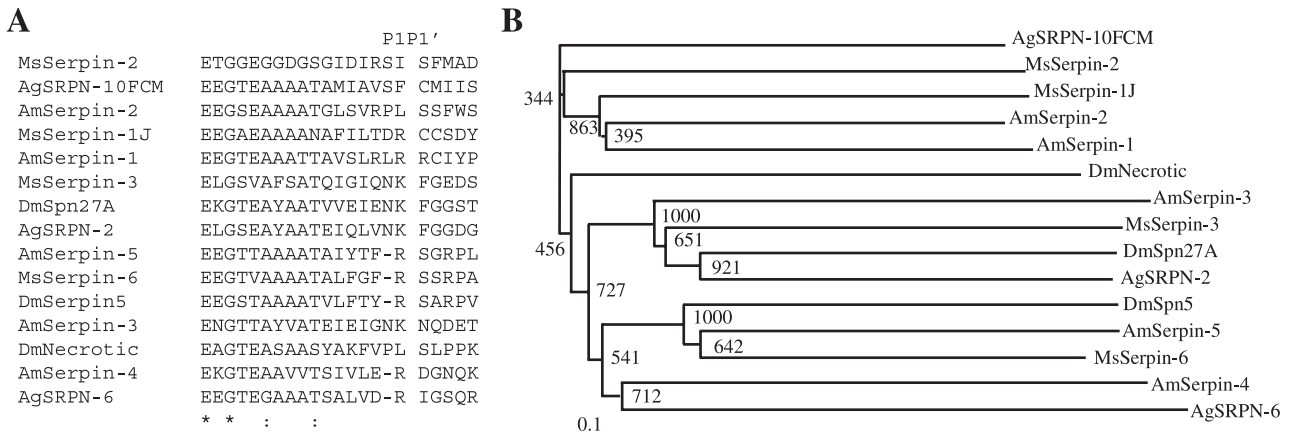 A
P1P1′
MsSerpin-2 ETGGEGGDGSGIDIRSI SFMAD
AgSRPN-10FCM EEGTEAAAATAMIAVSF CMIIS
AmSerpin-2 EEGSEAAAATGLSVRPL SSFWS
MsSerpin-1J EEGAEAAAANAFILTDR CCSDY
AmSerpin-1 EEGTEAAATTAVSLRLR RCIYP
MsSerpin-3 ELGSVAFSATQIGIQNK FGEDS
DmSpn27A EKGTEAYAATVVEIENK FGGST
AgSRPN-2 ELGSEAYAATEIQLVNK FGGDG
AmSerpin-5 EEGTTAAAATAIYTF-R SGRPL
MsSerpin-6 EEGTVAAAATALFGF-R SSRPA
DmSerpin5 EEGSTAAAATVLFTY-R SARPV
AmSerpin-3 ENGTTAYVATEIEIGNK NQDET
DmNecrotic EAGTEASAASYAKFVPL SLPPK
AmSerpin-4 EKGTEAAVVTSIVLE-R DGNQK
AgSRPN-6 EEGTEGAAATSALVD-R IGSQR
* * : :
B
AgSRPN-10FCM
MsSerpin-2
344
MsSerpin-1J
863
AmSerpin-2
395
AmSerpin-1
DmNecrotic
AmSerpin-3
1000
MsSerpin-3
651
456
DmSpn27A
921
AgSRPN-2
727
DmSpn5
1000
AmSerpin-5
642
541
MsSerpin-6
AmSerpin-4
712
AgSRPN-6
0.1